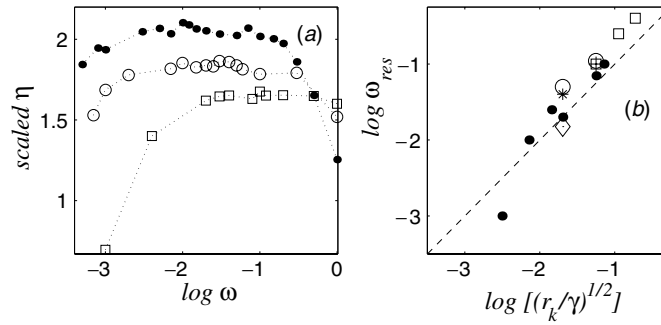 (a)
scaled η
2
1.5
1
−3
−2
−1
0
log ω
(b)
log ω_res
−1
−2
−3
−3
−2
−1
log [(r_k/γ)^{1/2}]